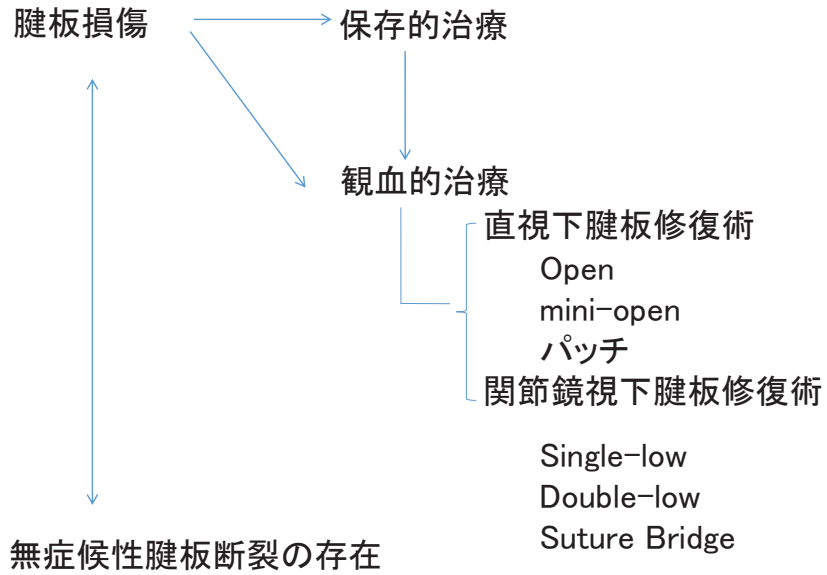 腱板損傷
保存的治療
観血的治療
直視下腱板修復術
Open
mini-open
パッチ
関節鏡視下腱板修復術
Single-low
Double-low
Suture Bridge
無症候性腱板断裂の存在